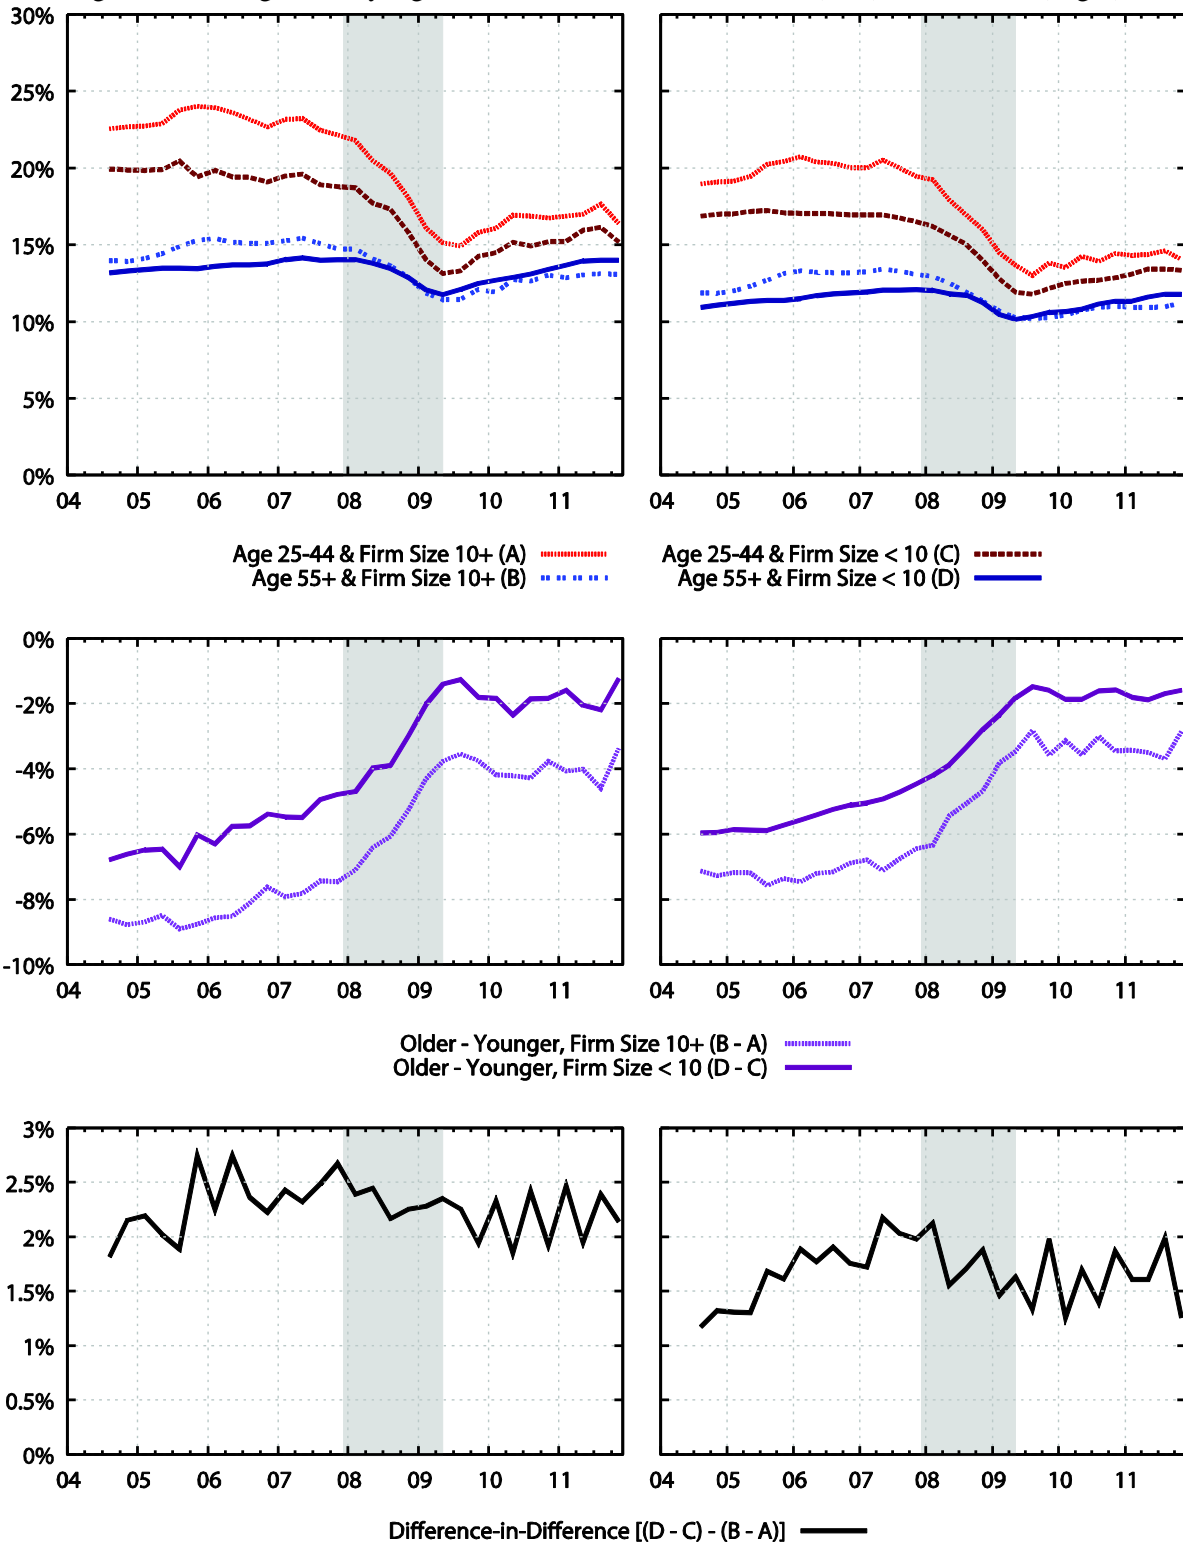 30%
25%
20%
15%
10%
5%
0%
04 05 06 07 08 09 10 11
04 05 06 07 08 09 10 11
Age 25-44 & Firm Size 10+ (A)
Age 55+ & Firm Size 10+ (B)
Age 25-44 & Firm Size < 10 (C)
Age 55+ & Firm Size < 10 (D)
0%
-2%
-4%
-6%
-8%
-10%
04 05 06 07 08 09 10 11
04 05 06 07 08 09 10 11
Older - Younger, Firm Size 10+ (B - A)
Older - Younger, Firm Size < 10 (D - C)
3%
2.5%
2%
1.5%
1%
0.5%
0%
04 05 06 07 08 09 10 11
04 05 06 07 08 09 10 11
Difference-in-Difference [(D - C) - (B - A)]